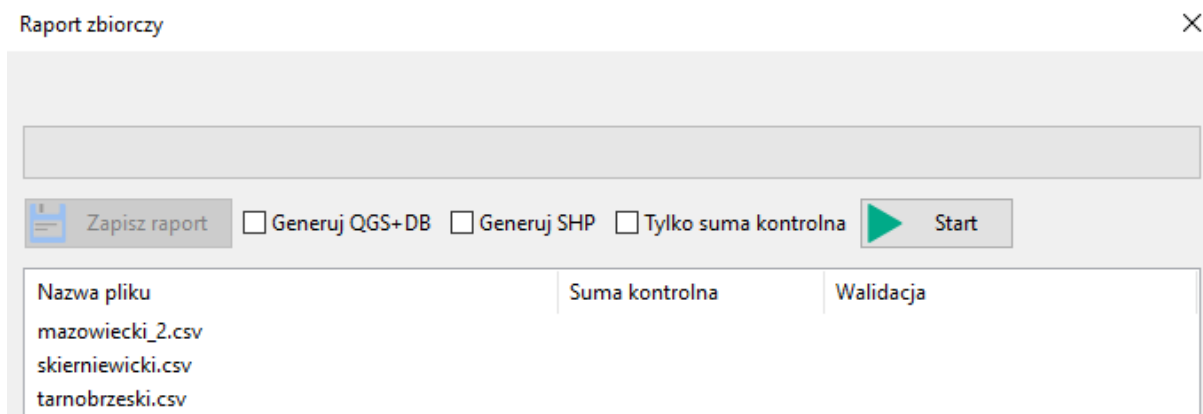 Raport zbiorczy
Zapisz raport Generuj QGS+DB Generuj SHP Tylko suma kontrolna Start
Nazwa pliku Suma kontrolna Walidacja
mazowiecki_2.csv
skierniewicki.csv
tarnobrzeski.csv